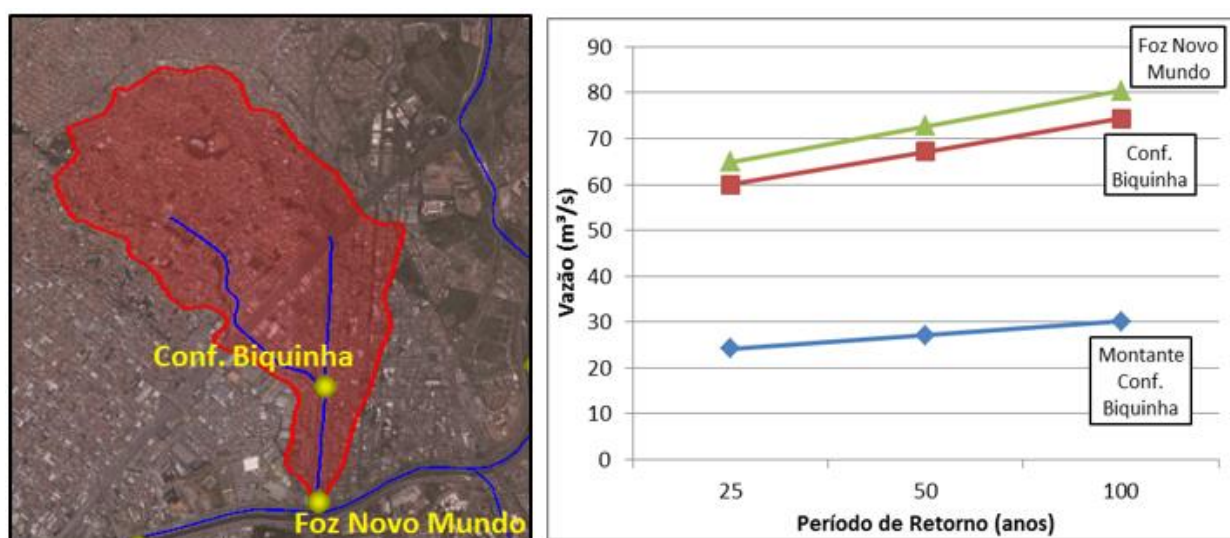 Conf. Biquinha
Foz Novo Mundo
Vazão (m³/s)
90
80
70
60
50
40
30
20
10
0
25 50 100
Período de Retorno (anos)
Foz Novo
Mundo
Conf.
Biquinha
Montante
Conf.
Biquinha